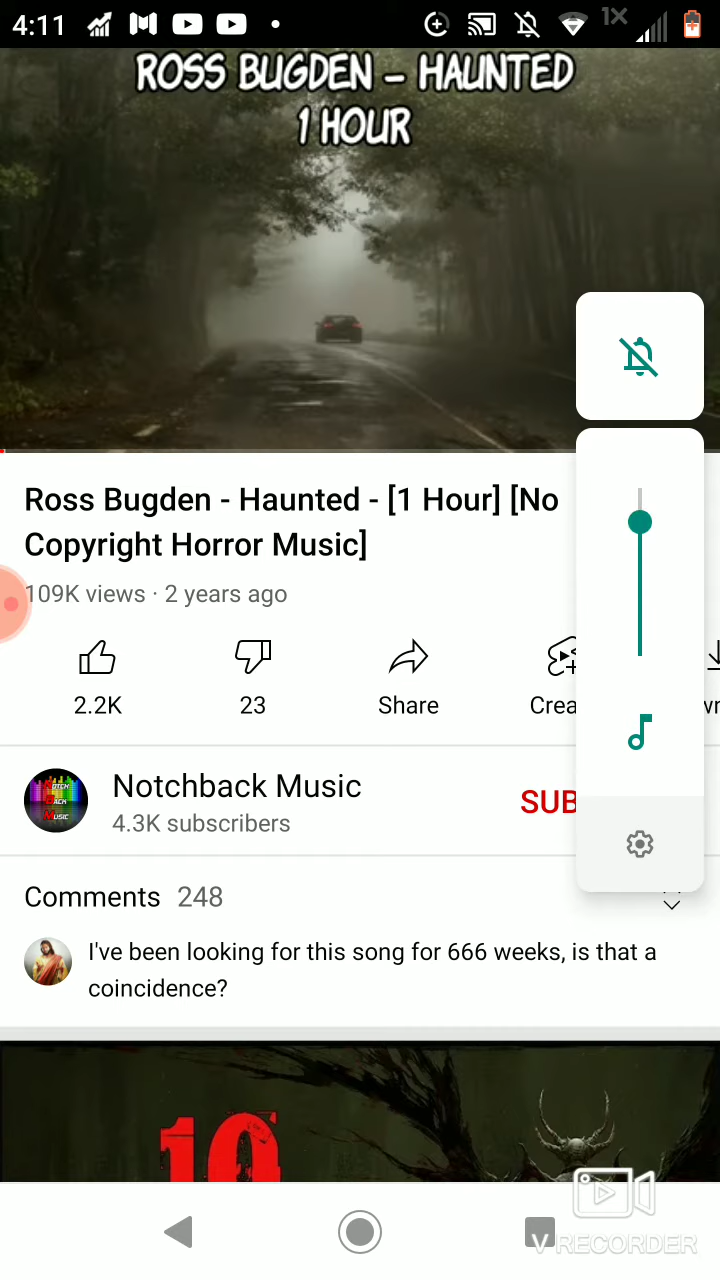 4:11
1X
ROSS BUGDEN – HAUNTED
1 HOUR
Ross Bugden - Haunted - [1 Hour] [No
Copyright Horror Music]
109K views · 2 years ago
2.2K
23
Share
Crea
Notchback Music
4.3K subscribers
SUB
Comments 248
I've been looking for this song for 666 weeks, is that a
coincidence?
10
VRECORDER